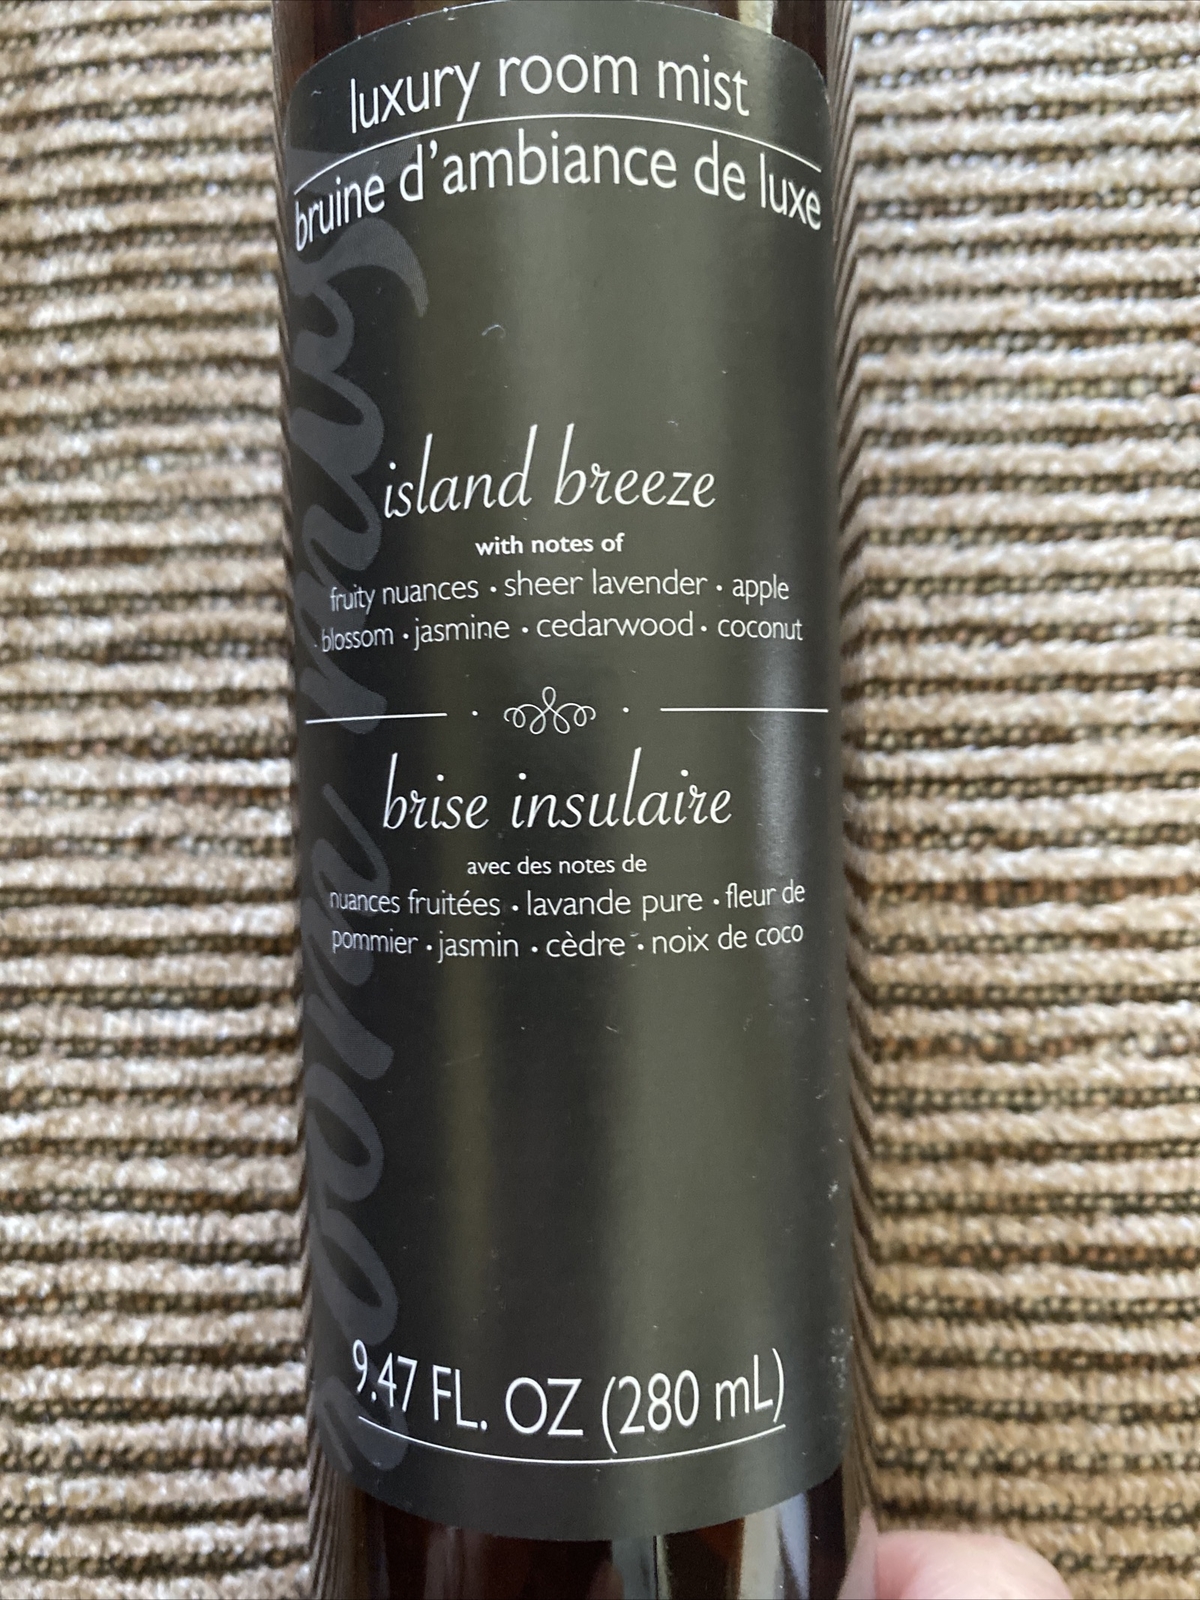 luxury room mist
bruine d'ambiance de luxe
room mist
island breeze
with notes of
fruity nuances • sheer lavender • apple
blossom • jasmine • cedarwood • coconut
brise insulaire
avec des notes de
nuances fruitées • lavande pure • fleur de
pommier • jasmin • cèdre • noix de coco
9.47 FL. OZ (280 mL)